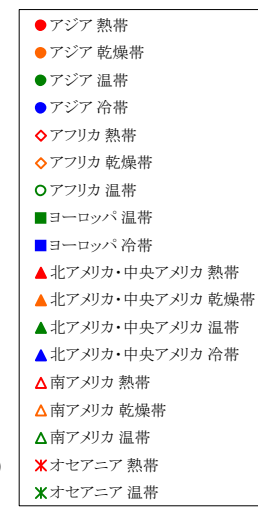 アジア 熱帯
アジア 乾燥帯
アジア 温帯
アジア 冷帯
アフリカ 熱帯
アフリカ 乾燥帯
アフリカ 温帯
ヨーロッパ 温帯
ヨーロッパ 冷帯
北アメリカ・中央アメリカ 熱帯
北アメリカ・中央アメリカ 乾燥帯
北アメリカ・中央アメリカ 温帯
北アメリカ・中央アメリカ 冷帯
南アメリカ 熱帯
南アメリカ 乾燥帯
南アメリカ 温帯
オセアニア 熱帯
オセアニア 温帯